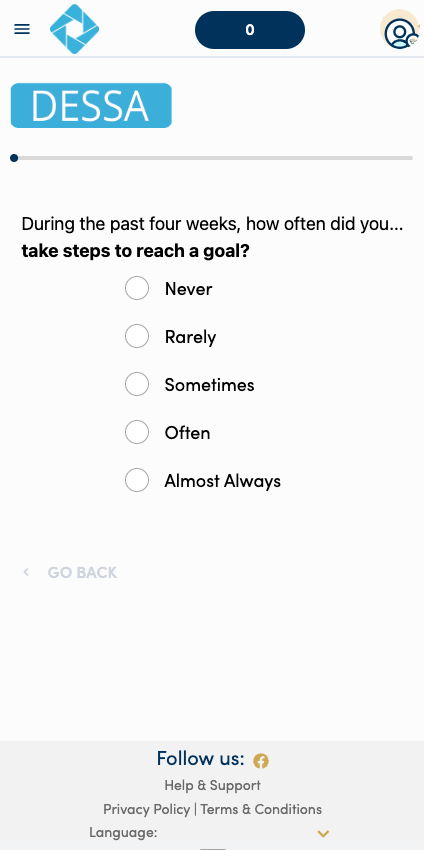 0
DESSA
During the past four weeks, how often did you...
take steps to reach a goal?
Never
Rarely
Sometimes
Often
Almost Always
GO BACK
Follow us:
Help & Support
Privacy Policy | Terms & Conditions
Language: